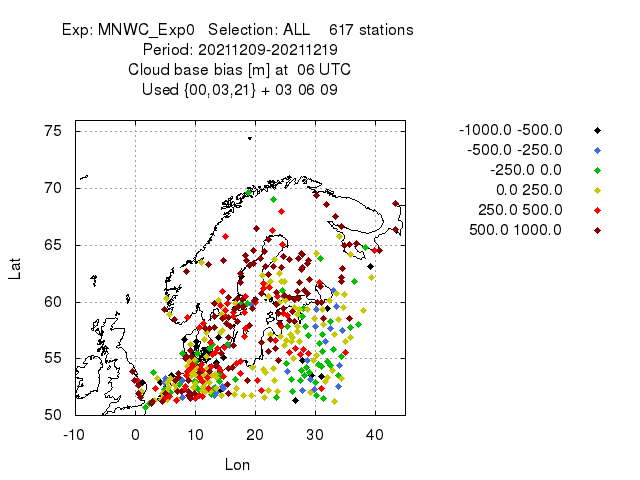 Exp: MNWC_Exp0 Selection: ALL 617 stations
Period: 20211209-20211219
Cloud base bias [m] at 06 UTC
Used {00,03,21} + 03 06 09
-1000.0 -500.0
-500.0 -250.0
-250.0 0.0
0.0 250.0
250.0 500.0
500.0 1000.0
75
70
65
60
55
50
Lat
-10 0 10 20 30 40
Lon